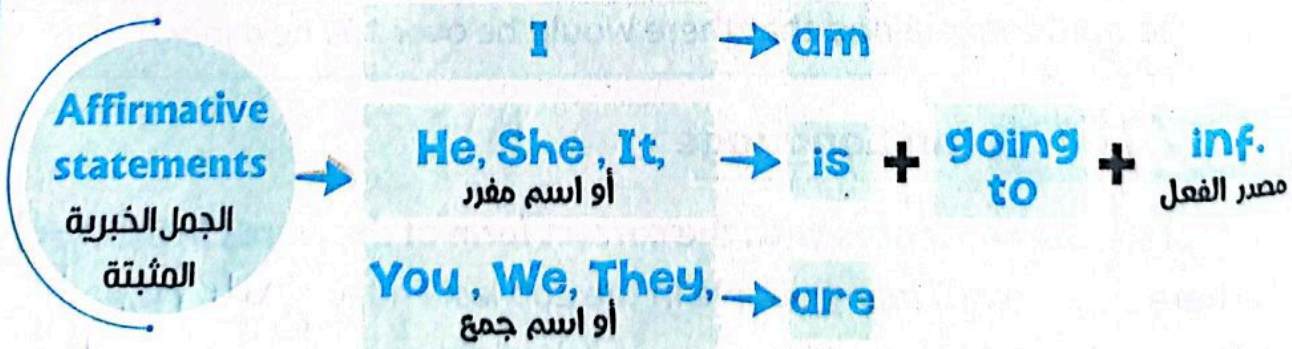 Affirmative
statements
الجمل الخبرية
المثبتة
I → am
He, She , It,
أو اسم مفرد
→ is + going
to + inf.
مصدر الفعل
You , We, They,
أو اسم جمع
→ are